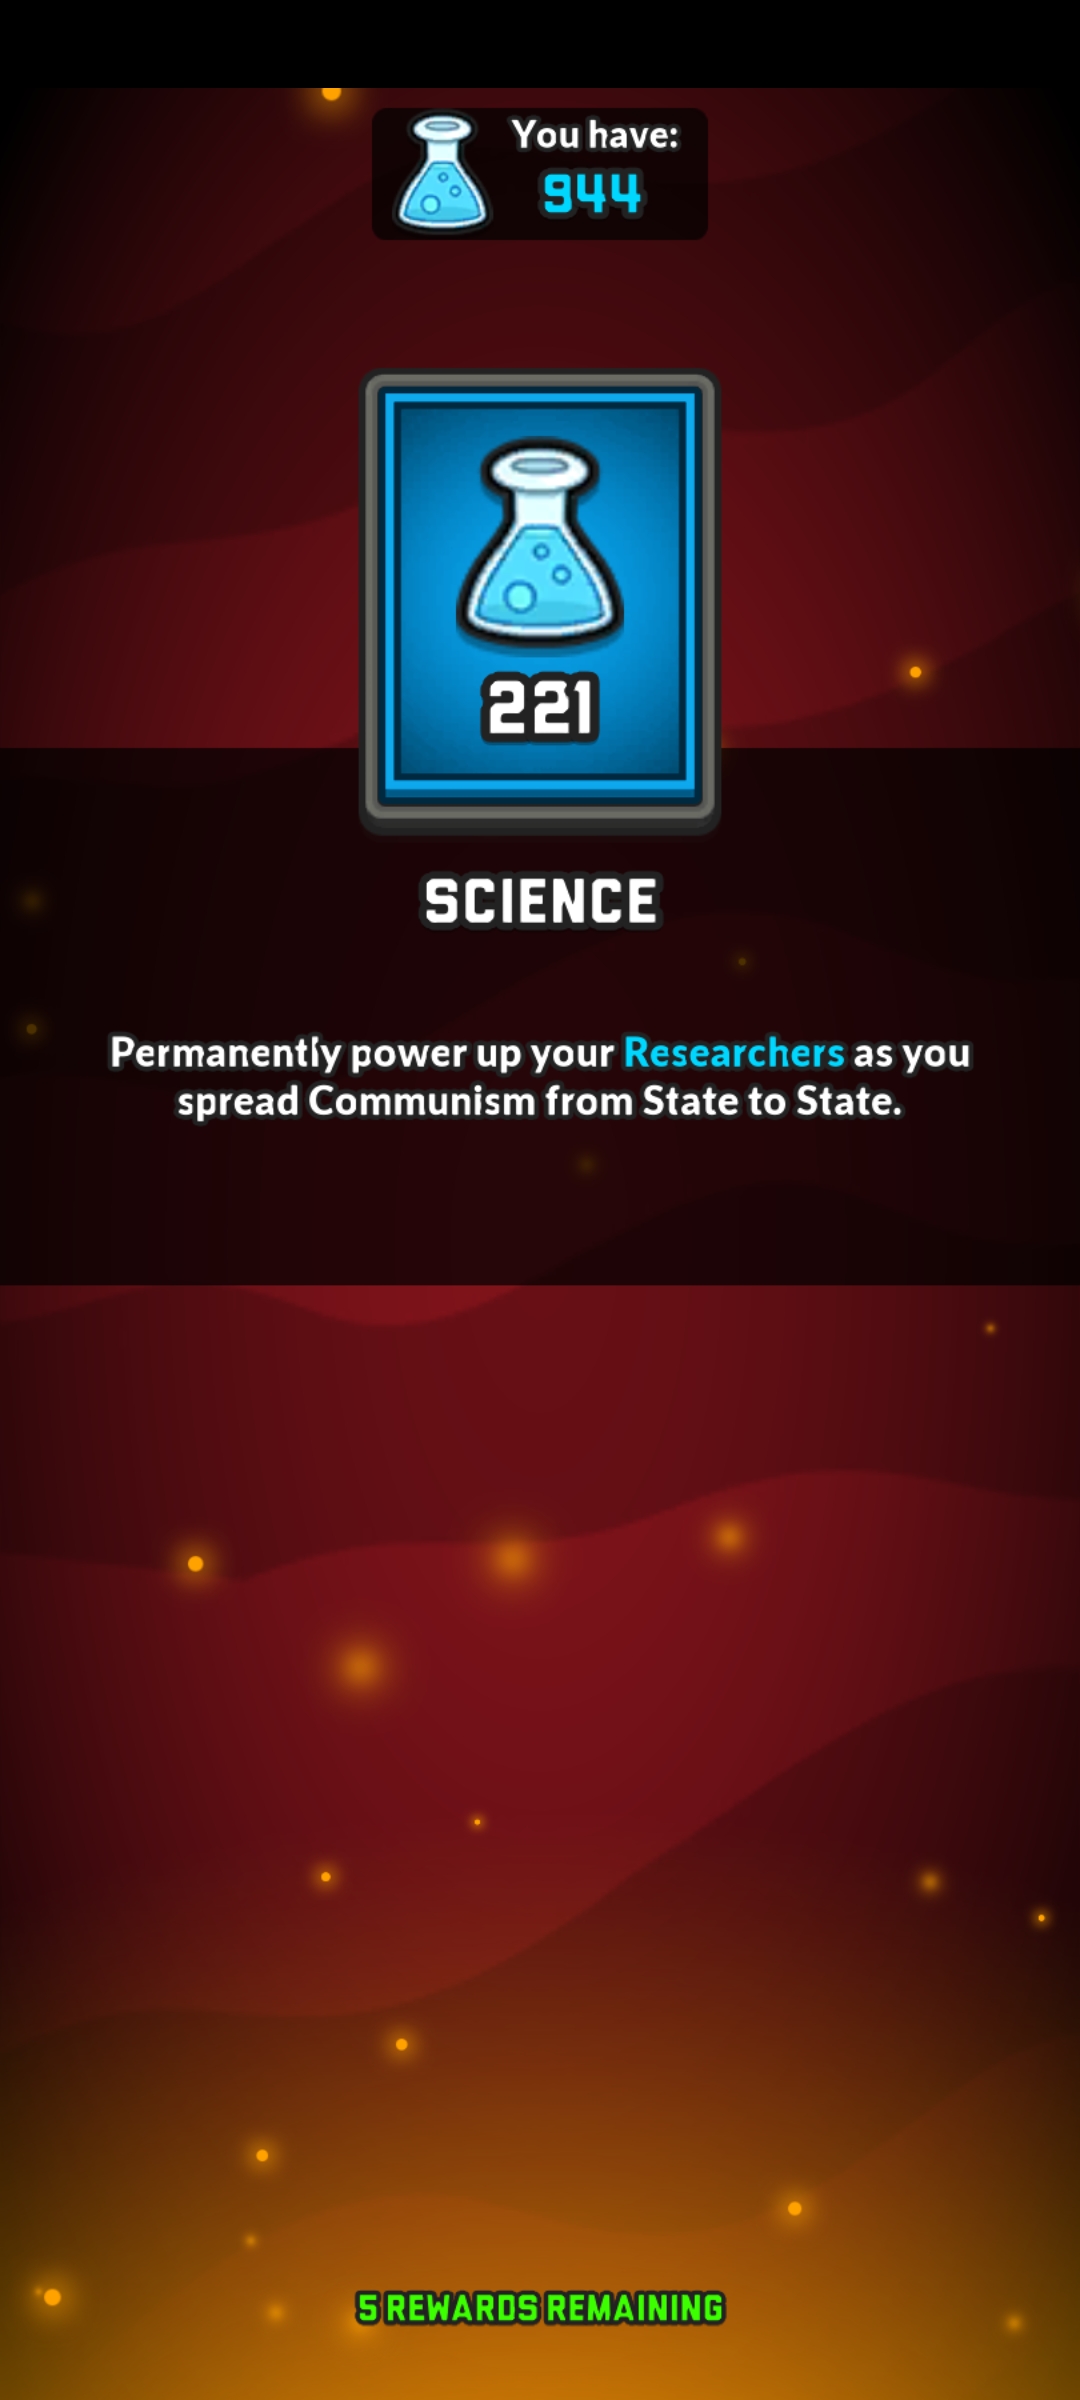 You have:
944
221
SCIENCE
Permanently power up your Researchers as you
spread Communism from State to State.
5 REWARDS REMAINING